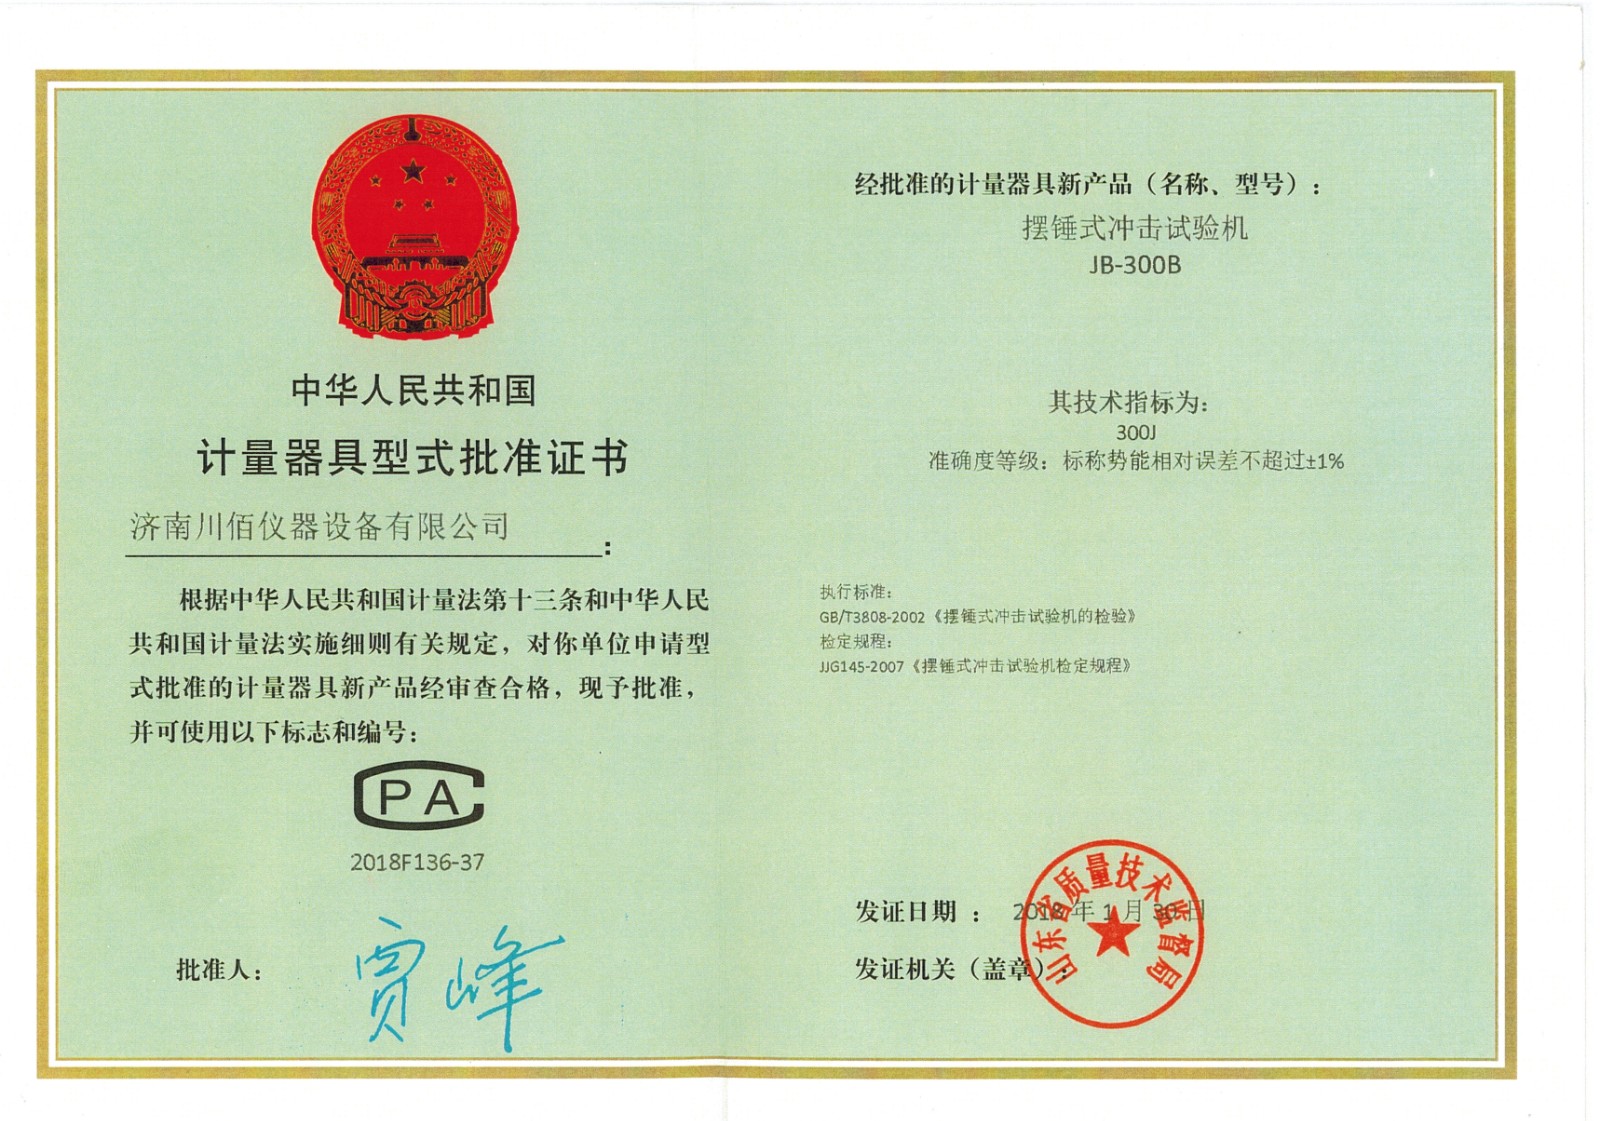 中华人民共和国
计量器具型式批准证书
济南川佰仪器设备有限公司:
根据中华人民共和国计量法第十三条和中华人民
共和国计量法实施细则有关规定，对你单位申请型
式批准的计量器具新产品经审查合格，现予批准，
并可使用以下标志和编号:
CPA
2018F136-37
批准人: 贾峰
经批准的计量器具新产品（名称、型号）:
摆锤式冲击试验机
JB-300B
其技术指标为:
300J
准确度等级: 标称势能相对误差不超过±1%
执行标准:
GB/T3808-2002《摆锤式冲击试验机的检验》
检定规程:
JJG145-2007《摆锤式冲击试验机检定规程》
发证日期 : 2018 年 1 月 30 日
发证机关（盖章）:
山东省质量技术监督局